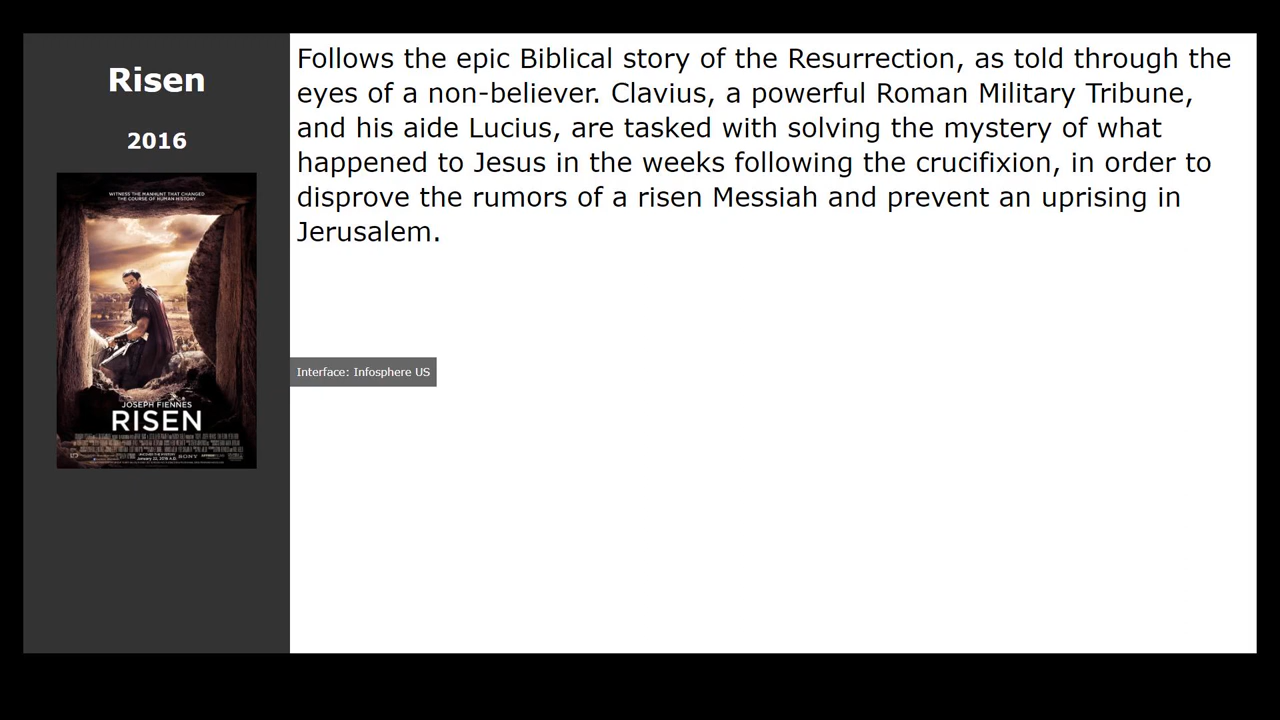 Risen
2016
WITNESS THE MANHUNT THAT CHANGED
THE COURSE OF HUMAN HISTORY
JOSEPH FIENNES
RISEN
SONY
Follows the epic Biblical story of the Resurrection, as told through the
eyes of a non-believer. Clavius, a powerful Roman Military Tribune,
and his aide Lucius, are tasked with solving the mystery of what
happened to Jesus in the weeks following the crucifixion, in order to
disprove the rumors of a risen Messiah and prevent an uprising in
Jerusalem.
Interface: Infosphere US